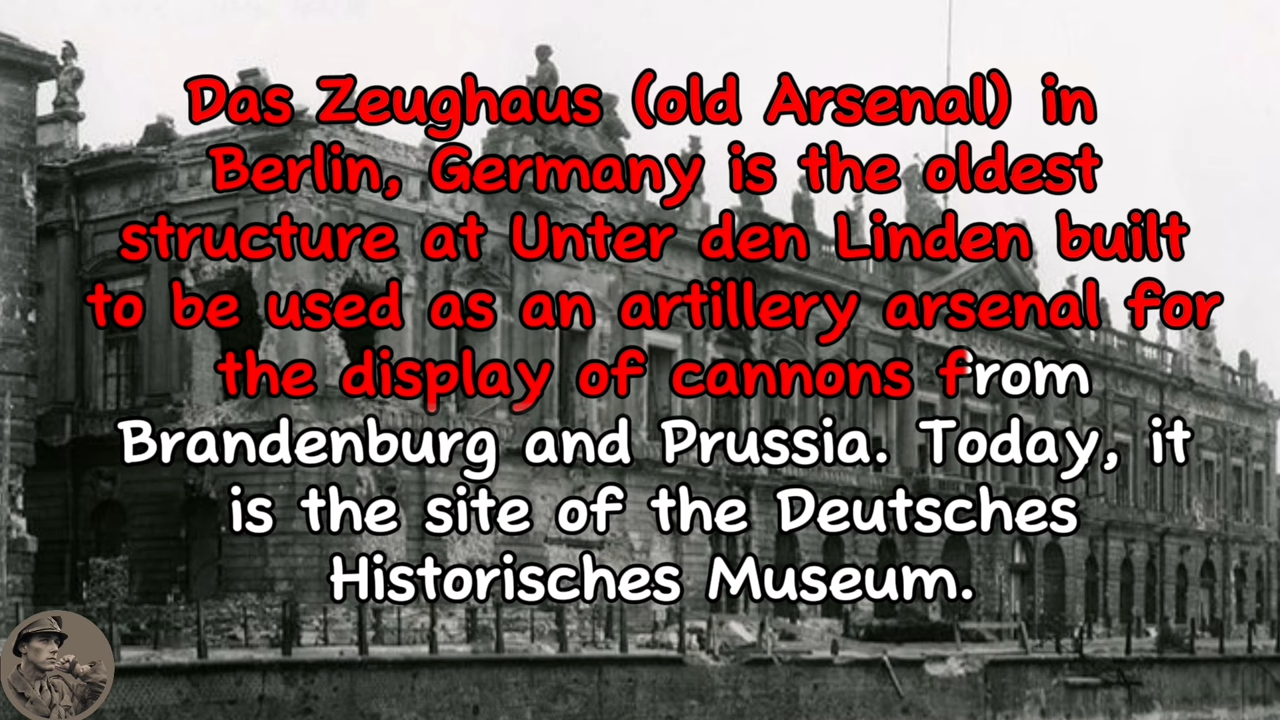 Das Zeughaus (old Arsenal) in
Berlin, Germany is the oldest
structure at Unter den Linden built
to be used as an artillery arsenal for
the display of cannons from
Brandenburg and Prussia. Today, it
is the site of the Deutsches
Historisches Museum.